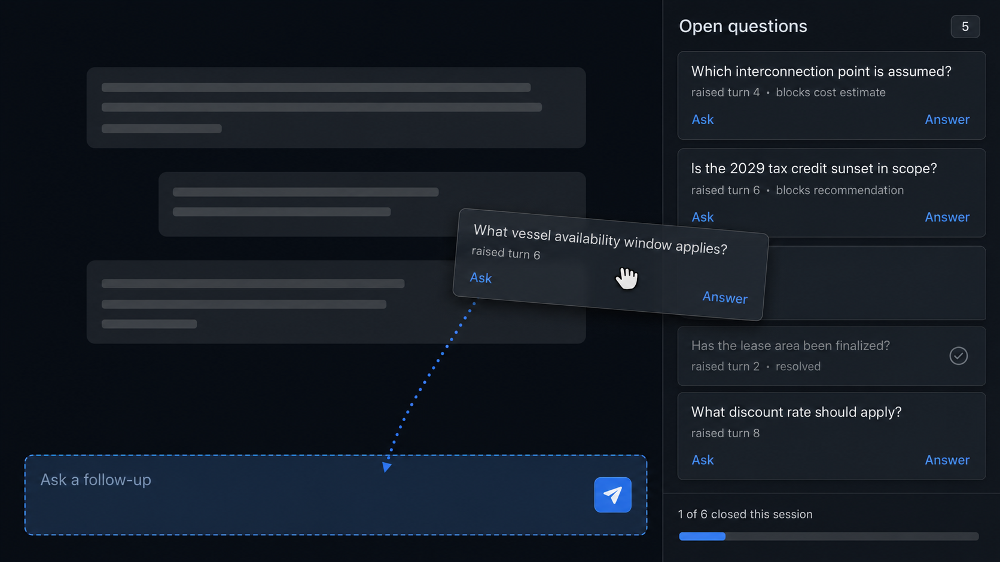 Open questions
5
Which interconnection point is assumed?
raised turn 4 • blocks cost estimate
Ask
Answer
Is the 2029 tax credit sunset in scope?
raised turn 6 • blocks recommendation
Ask
Answer
What vessel availability window applies?
raised turn 6
Ask
Answer
Has the lease area been finalized?
raised turn 2 • resolved
What discount rate should apply?
raised turn 8
Ask
Answer
Ask a follow-up
1 of 6 closed this session